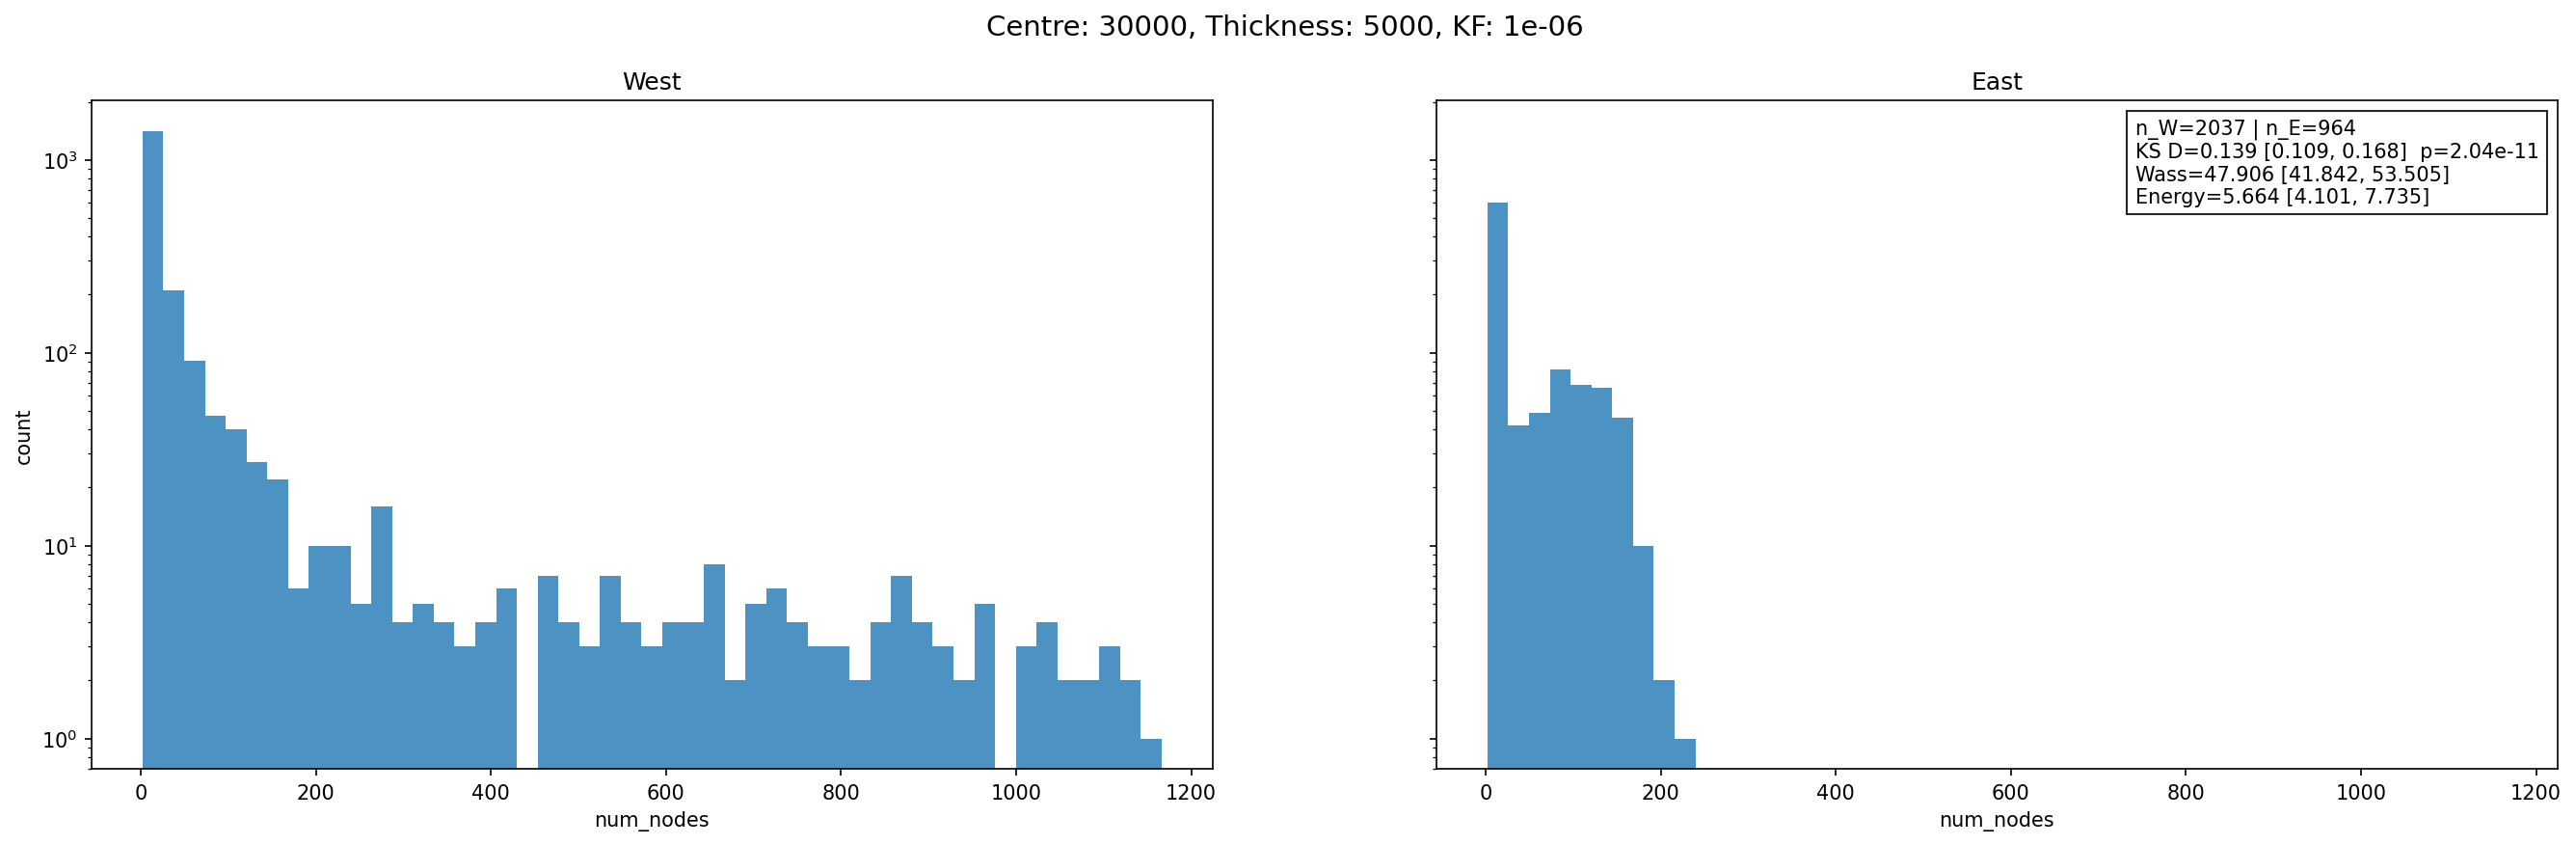 Centre: 30000, Thickness: 5000, KF: 1e-06
West
East
n_W=2037 | n_E=964
KS D=0.139 [0.109, 0.168]  p=2.04e-11
Wass=47.906 [41.842, 53.505]
Energy=5.664 [4.101, 7.735]
10³
10²
10¹
10⁰
count
0 200 400 600 800 1000 1200
0 200 400 600 800 1000 1200
num_nodes
num_nodes